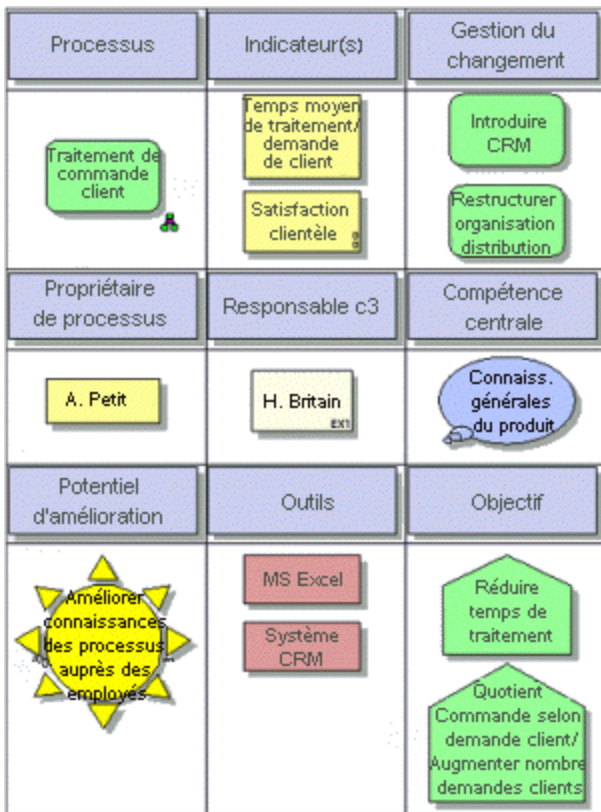 Processus
Indicateur(s)
Gestion du
changement
Traitement de
commande
client
Temps moyen
de traitement/
demande
de client
Satisfaction
clientèle
Introduire
CRM
Restructurer
organisation
distribution
Propriétaire
de processus
Responsable c3
Compétence
centrale
A. Petit
H. Britain
EX1
Connaiss.
générales
du produit
Potentiel
d'amélioration
Outils
Objectif
Améliorer
connaissances
des processus
auprès des
employés
MS Excel
Système
CRM
Réduire
temps de
traitement
Quotient
Commande selon
demande client/
Augmenter nombre
demandes clients